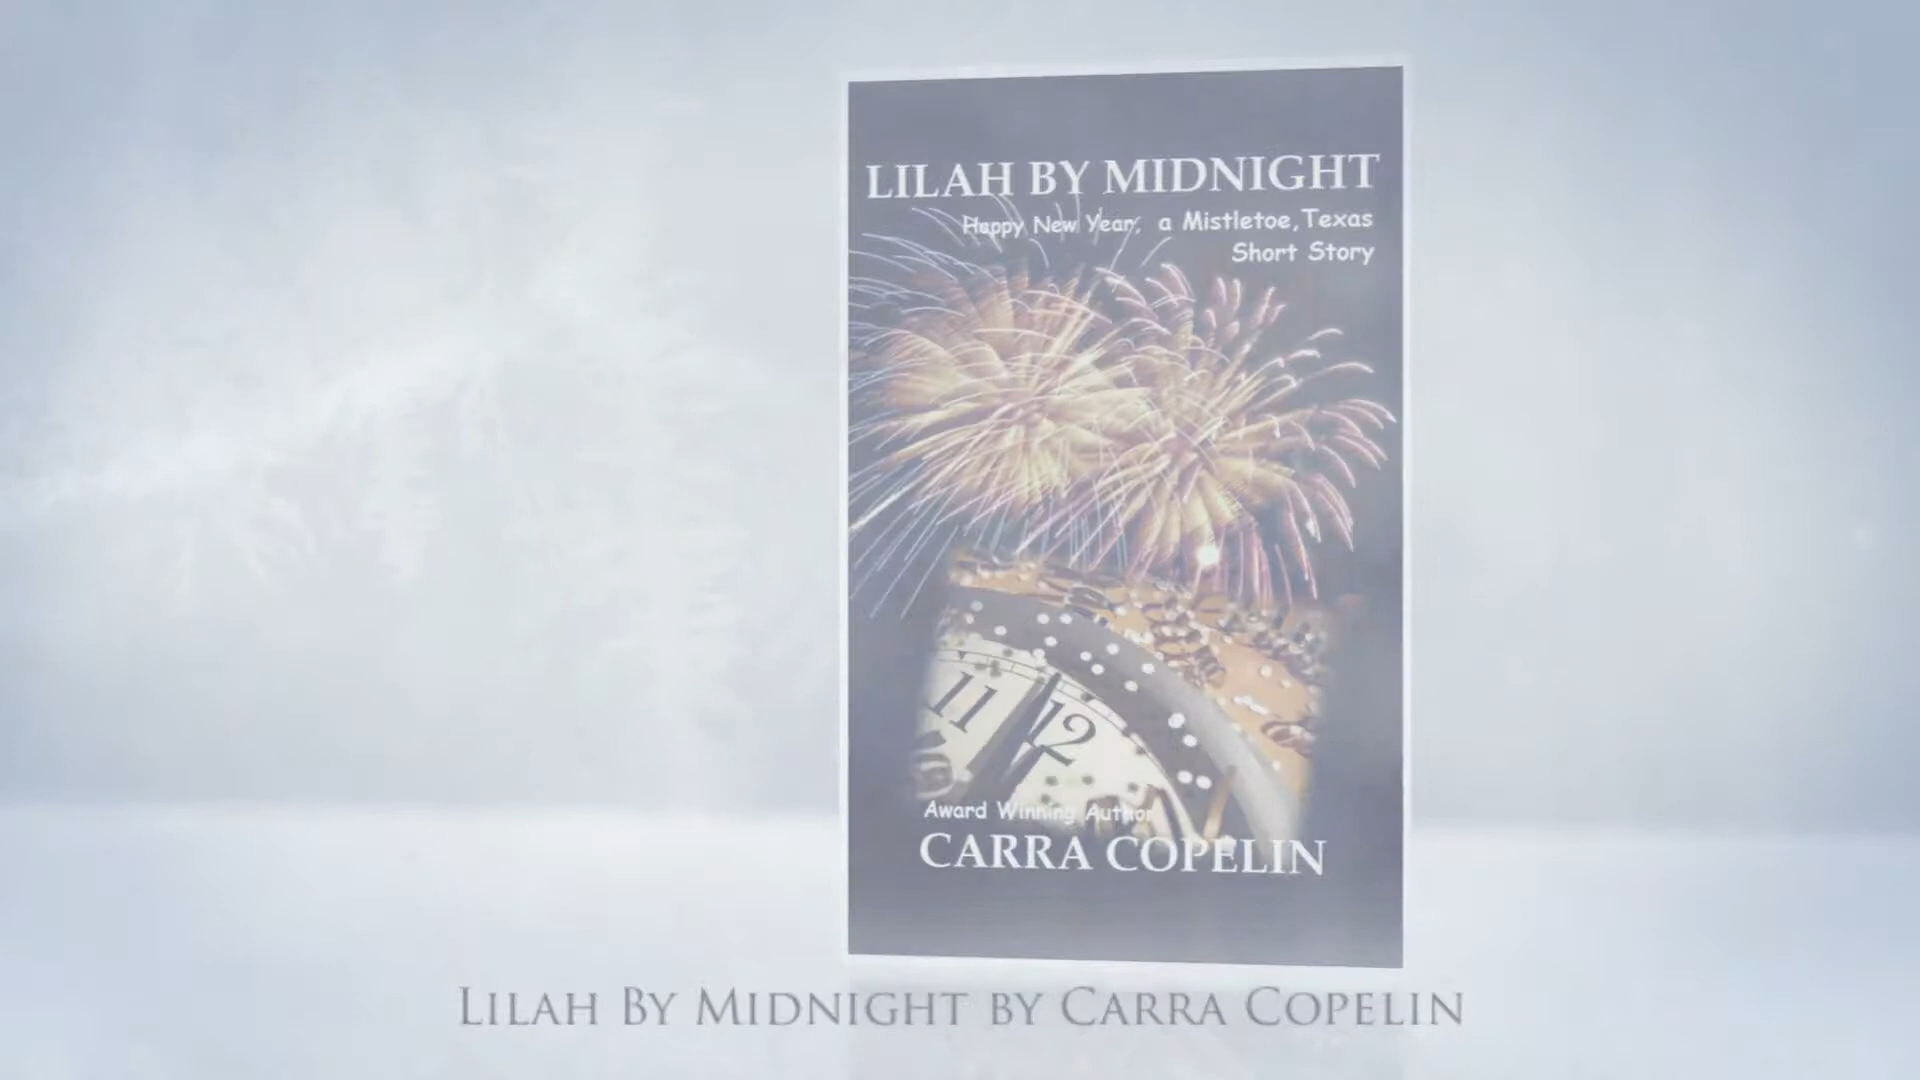 LILAH BY MIDNIGHT
Happy New Year, a Mistletoe, Texas
Short Story
11
12
Award Winning Author
CARRA COPELIN
LILAH BY MIDNIGHT BY CARRA COPELIN